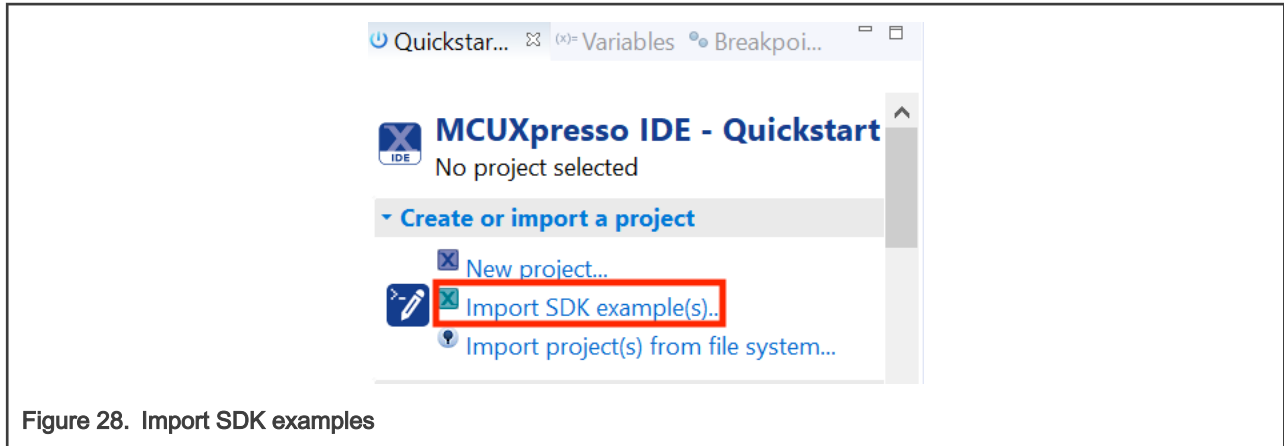 Quickstar... (x)= Variables Breakpoi...
MCUXpresso IDE - Quickstart
IDE
No project selected
Create or import a project
New project...
Import SDK example(s)..
Import project(s) from file system...
Figure 28. Import SDK examples